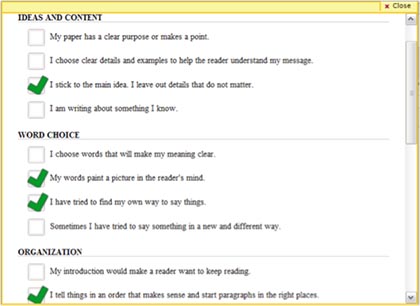 Close
IDEAS AND CONTENT
My paper has a clear purpose or makes a point.
I choose clear details and examples to help the reader understand my message.
I stick to the main idea. I leave out details that do not matter.
I am writing about something I know.
WORD CHOICE
I choose words that will make my meaning clear.
My words paint a picture in the reader's mind.
I have tried to find my own way to say things.
Sometimes I have tried to say something in a new and different way.
ORGANIZATION
My introduction would make a reader want to keep reading.
I tell things in an order that makes sense and start paragraphs in the right places.